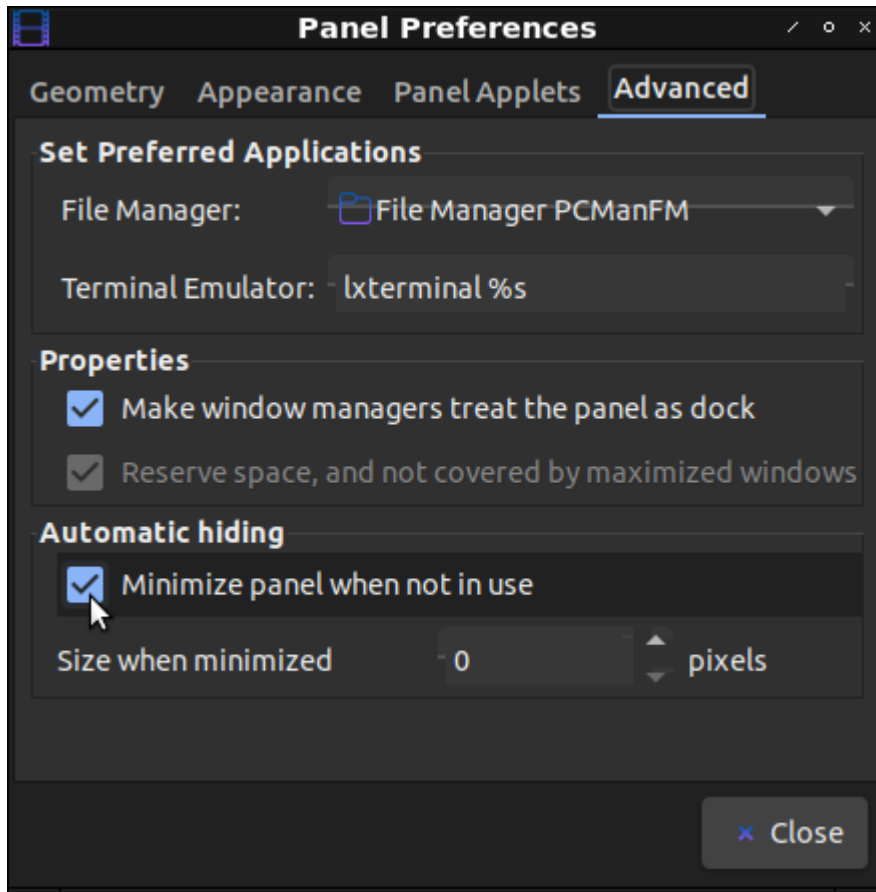 Panel Preferences
Geometry Appearance Panel Applets Advanced
Set Preferred Applications
File Manager: File Manager PCManFM
Terminal Emulator: lxterminal %s
Properties
Make window managers treat the panel as dock
Reserve space, and not covered by maximized windows
Automatic hiding
Minimize panel when not in use
Size when minimized 0 pixels
Close